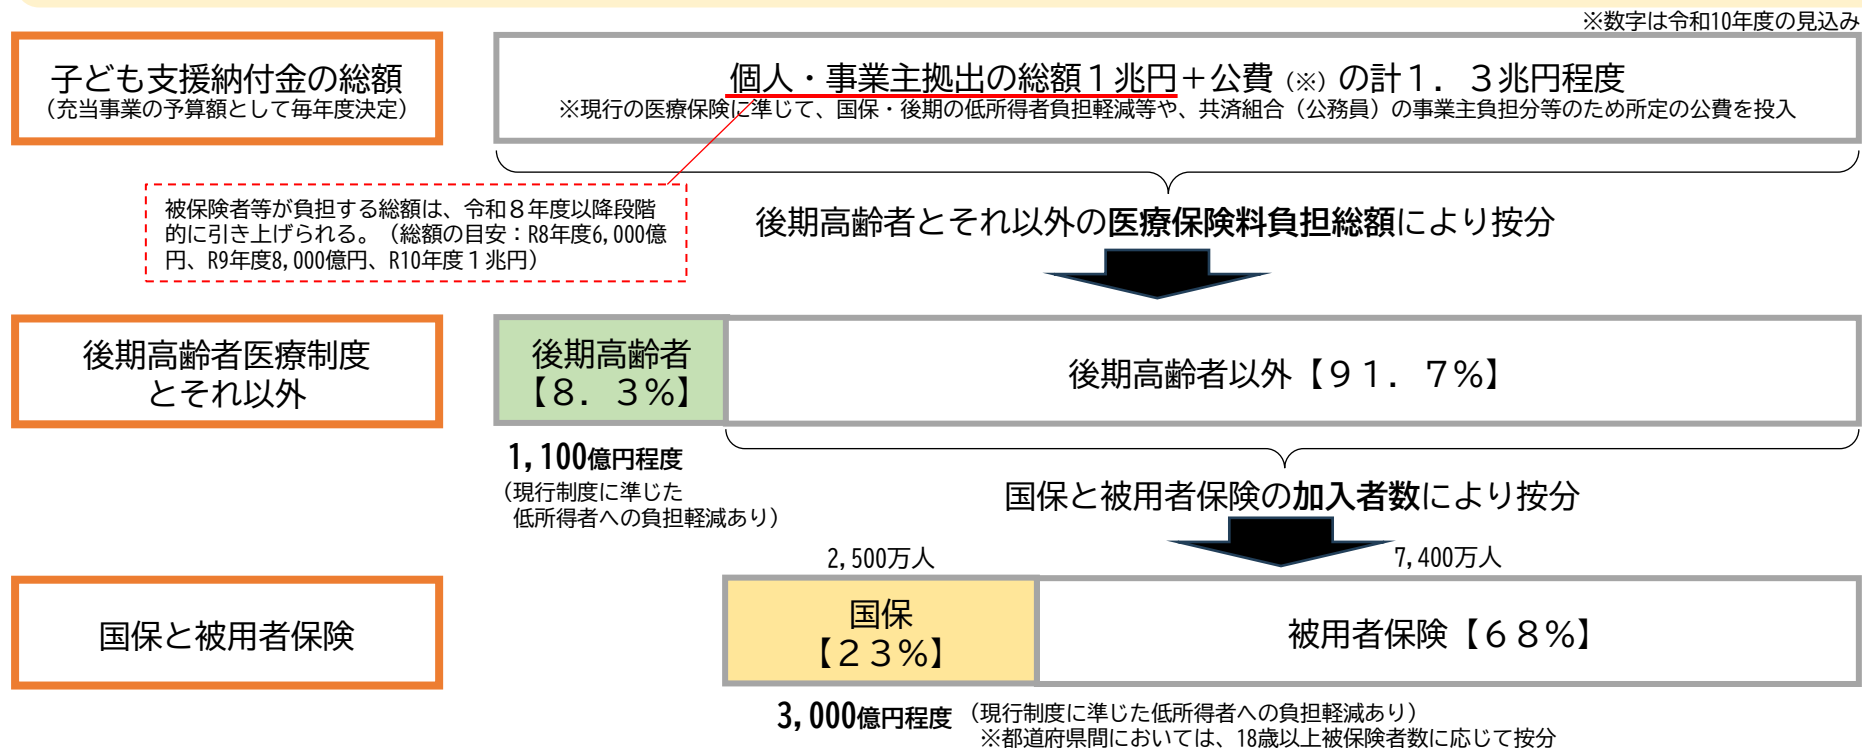 ※数字は令和10年度の見込み
子ども支援納付金の総額
（充当事業の予算額として毎年度決定）
個人・事業主拠出の総額１兆円＋公費（※）の計１．３兆円程度
※現行の医療保険に準じて、国保・後期の低所得者負担軽減等や、共済組合（公務員）の事業主負担分等のため所定の公費を投入
被保険者等が負担する総額は、令和８年度以降段階
的に引き上げられる。（総額の目安：R8年度6,000億
円、R9年度8,000億円、R10年度１兆円）
後期高齢者とそれ以外の医療保険料負担総額により按分
後期高齢者医療制度
とそれ以外
後期高齢者
【８．３％】
後期高齢者以外【９１．７％】
1,100億円程度
（現行制度に準じた
低所得者への負担軽減あり）
国保と被用者保険の加入者数により按分
2,500万人
7,400万人
国保と被用者保険
国保
【２３％】
被用者保険【６８％】
3,000億円程度
（現行制度に準じた低所得者への負担軽減あり）
※都道府県間においては、18歳以上被保険者数に応じて按分